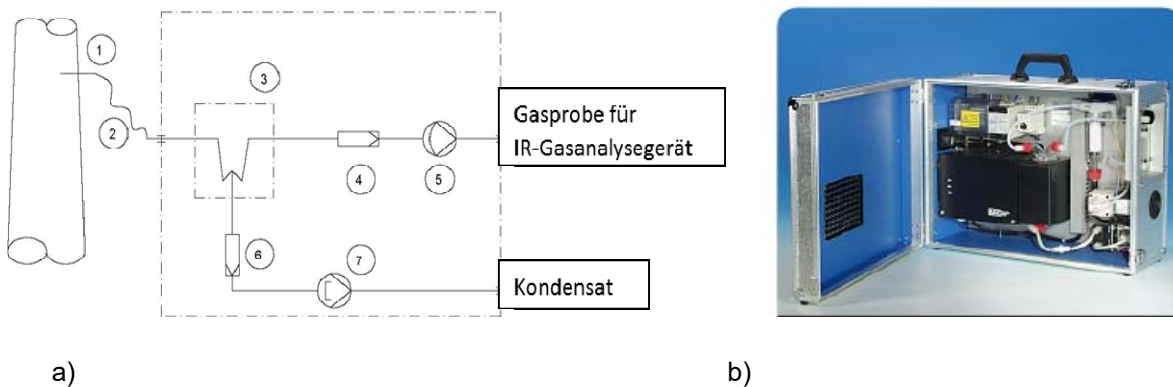 1
2
3
4
5
6
7
Gasprobe für
IR-Gasanalysegerät
Kondensat
a)
b)